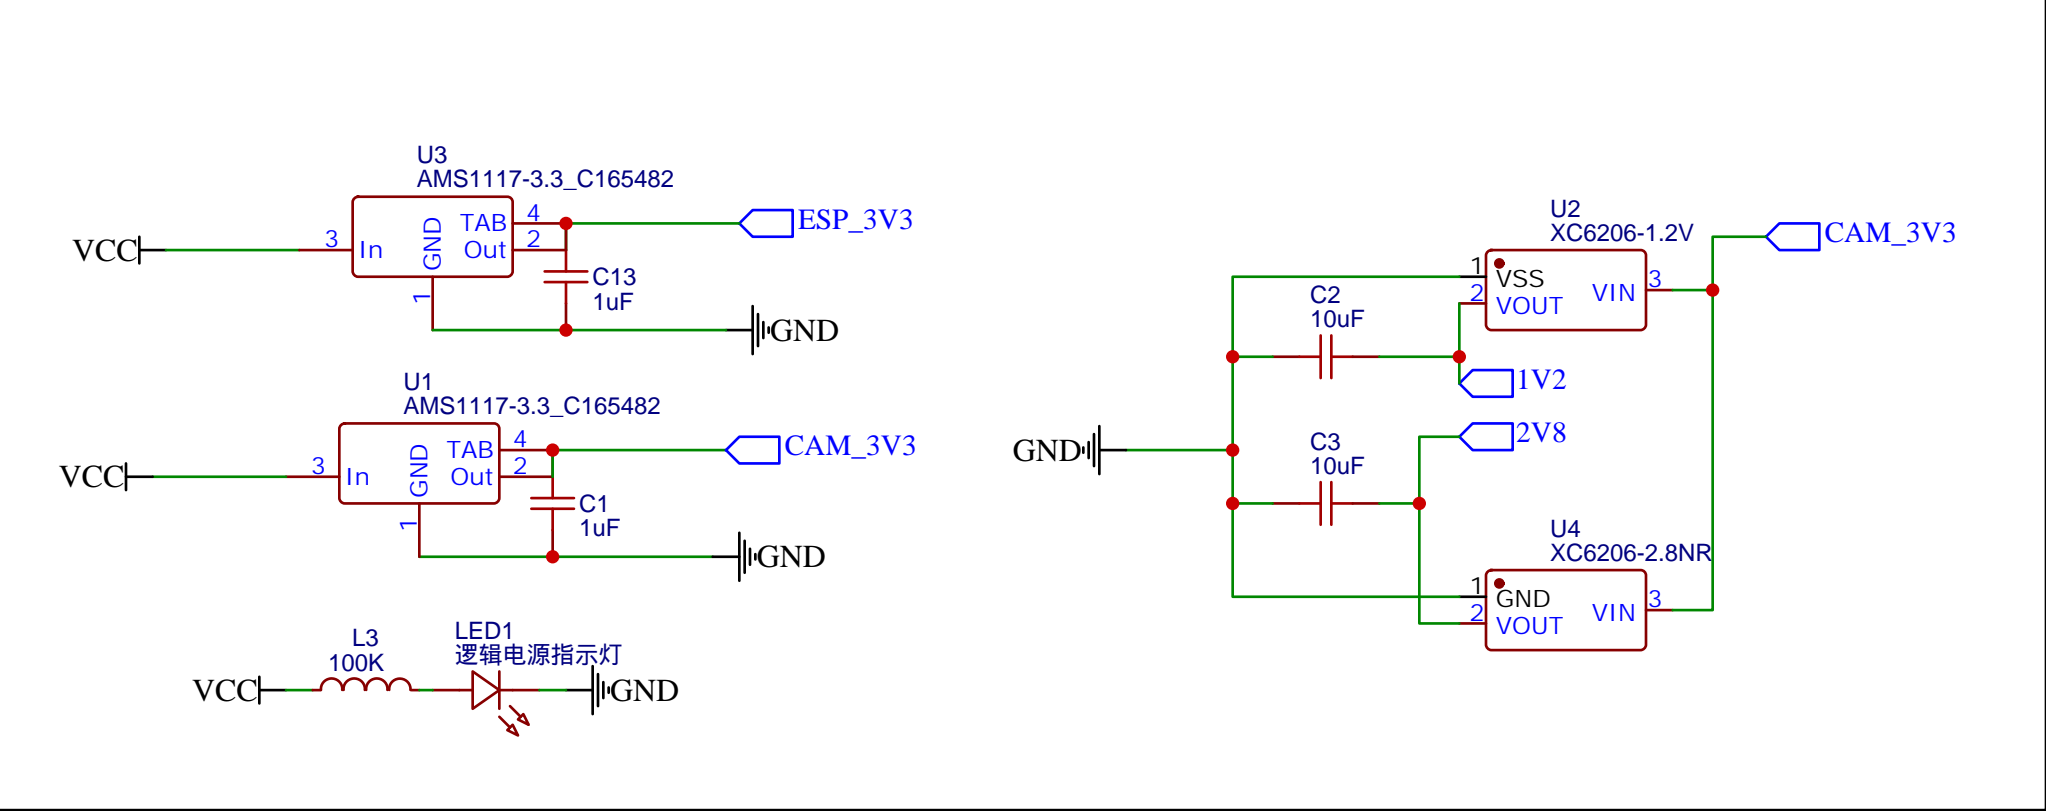 U3
AMS1117-3.3_C165482
VCC
3
In
GND
TAB
4
Out
2
1
ESP_3V3
C13
1uF
GND
U1
AMS1117-3.3_C165482
VCC
3
In
GND
TAB
4
Out
2
1
CAM_3V3
C1
1uF
GND
L3
100K
VCC
LED1
逻辑电源指示灯
GND
U2
XC6206-1.2V
1
VSS
2
VOUT
VIN
3
CAM_3V3
C2
10uF
1V2
GND
2V8
C3
10uF
U4
XC6206-2.8NR
1
GND
2
VOUT
VIN
3